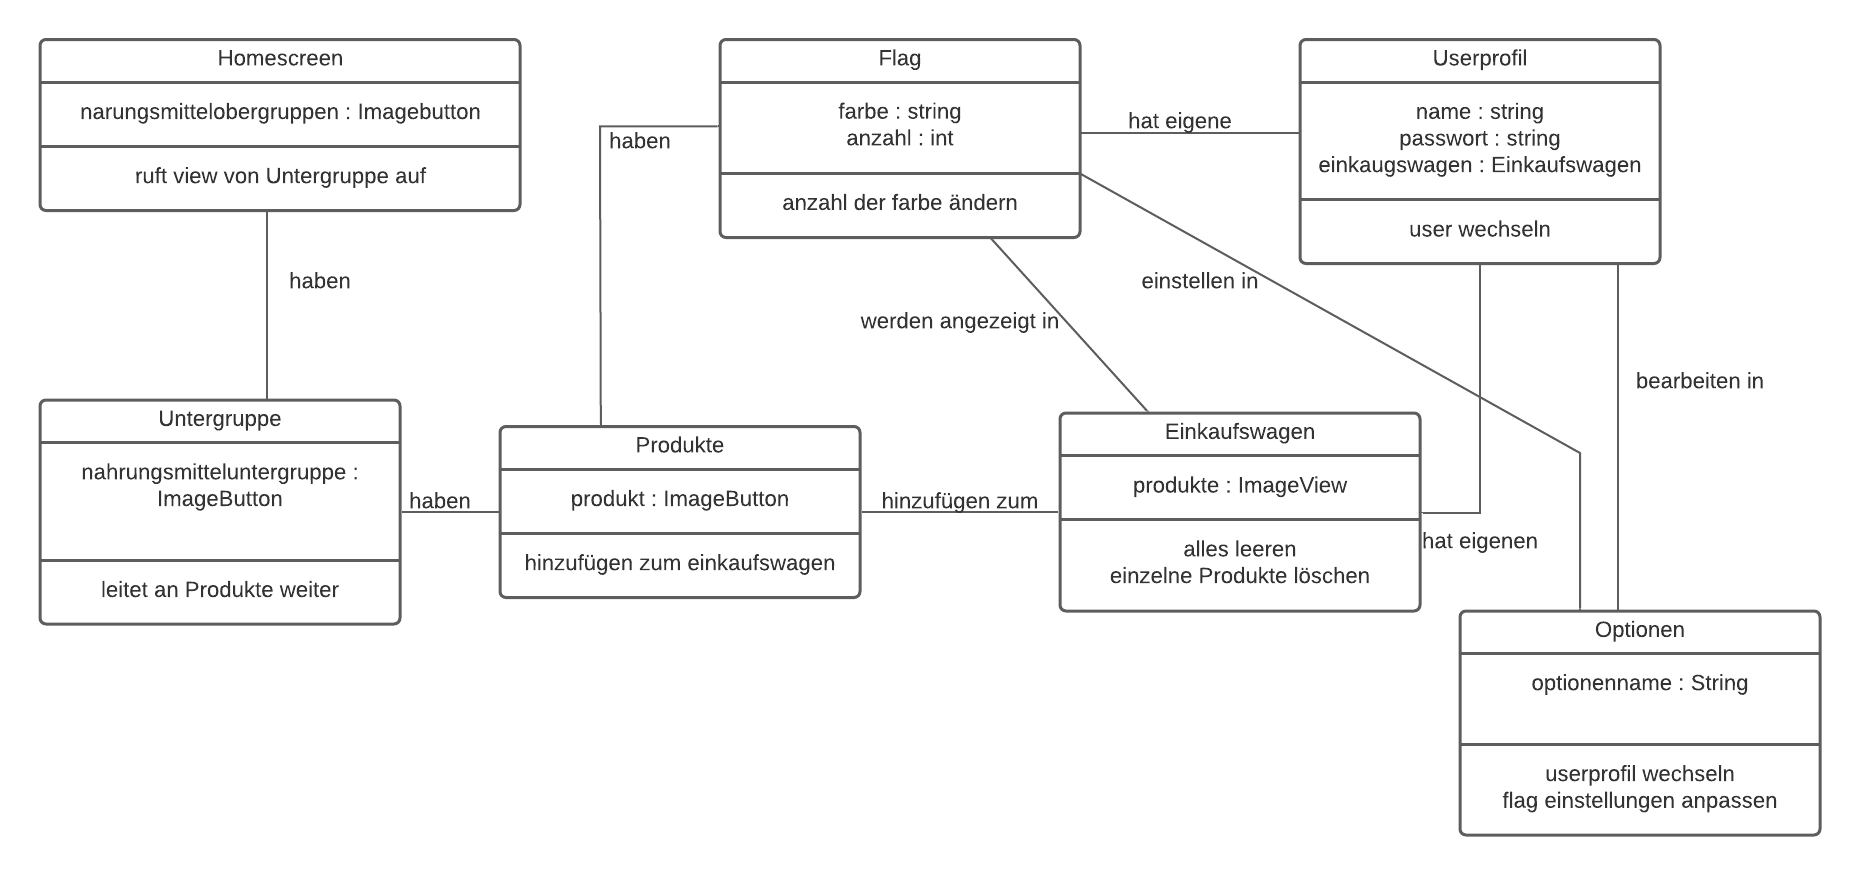 Homescreen
narungsmittelobergruppen : Imagebutton
ruft view von Untergruppe auf
Flag
farbe : string
anzahl : int
anzahl der farbe ändern
Userprofil
name : string
passwort : string
einkaugswagen : Einkaufswagen
user wechseln
haben
hat eigene
haben
einstellen in
werden angezeigt in
bearbeiten in
Untergruppe
nahrungsmitteluntergruppe :
ImageButton
leitet an Produkte weiter
haben
Produkte
produkt : ImageButton
hinzufügen zum einkaufswagen
hinzufügen zum
Einkaufswagen
produkte : ImageView
alles leeren
einzelne Produkte löschen
hat eigenen
Optionen
optionenname : String
userprofil wechseln
flag einstellungen anpassen